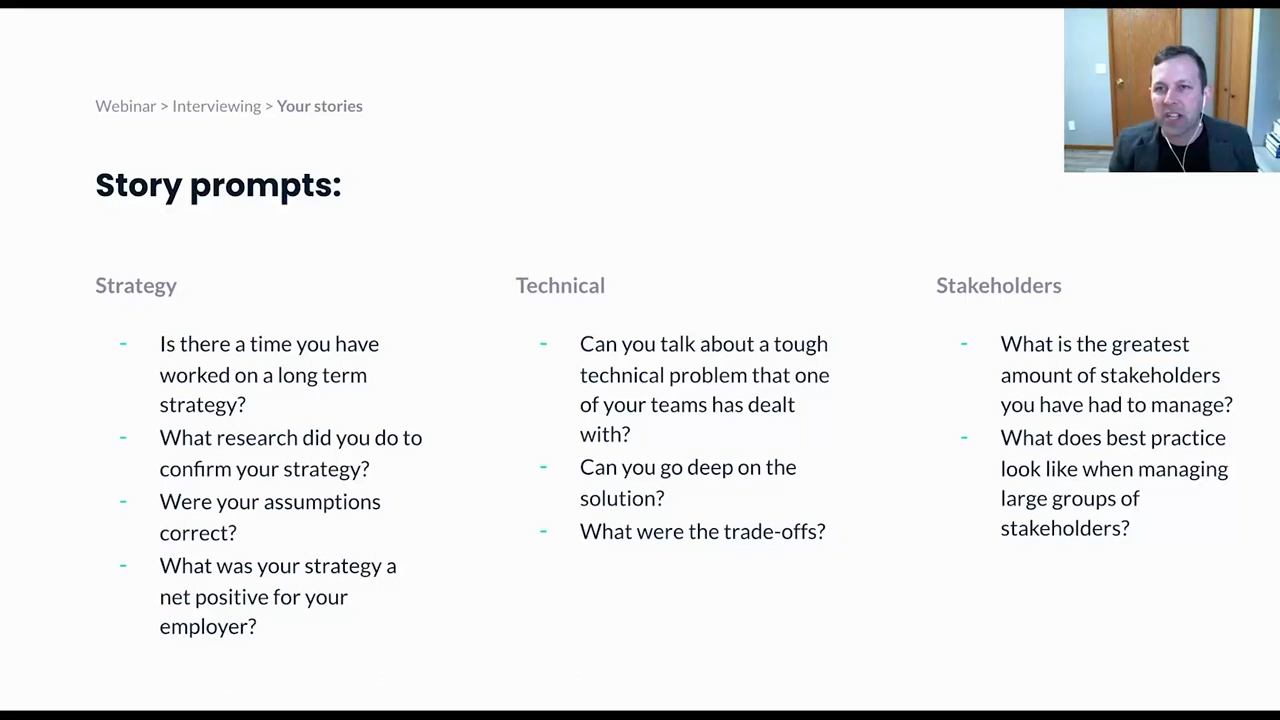 Webinar > Interviewing > Your stories
Story prompts:
Strategy
- Is there a time you have
worked on a long term
strategy?
- What research did you do to
confirm your strategy?
- Were your assumptions
correct?
- What was your strategy a
net positive for your
employer?
Technical
- Can you talk about a tough
technical problem that one
of your teams has dealt
with?
- Can you go deep on the
solution?
- What were the trade-offs?
Stakeholders
- What is the greatest
amount of stakeholders
you have had to manage?
- What does best practice
look like when managing
large groups of
stakeholders?